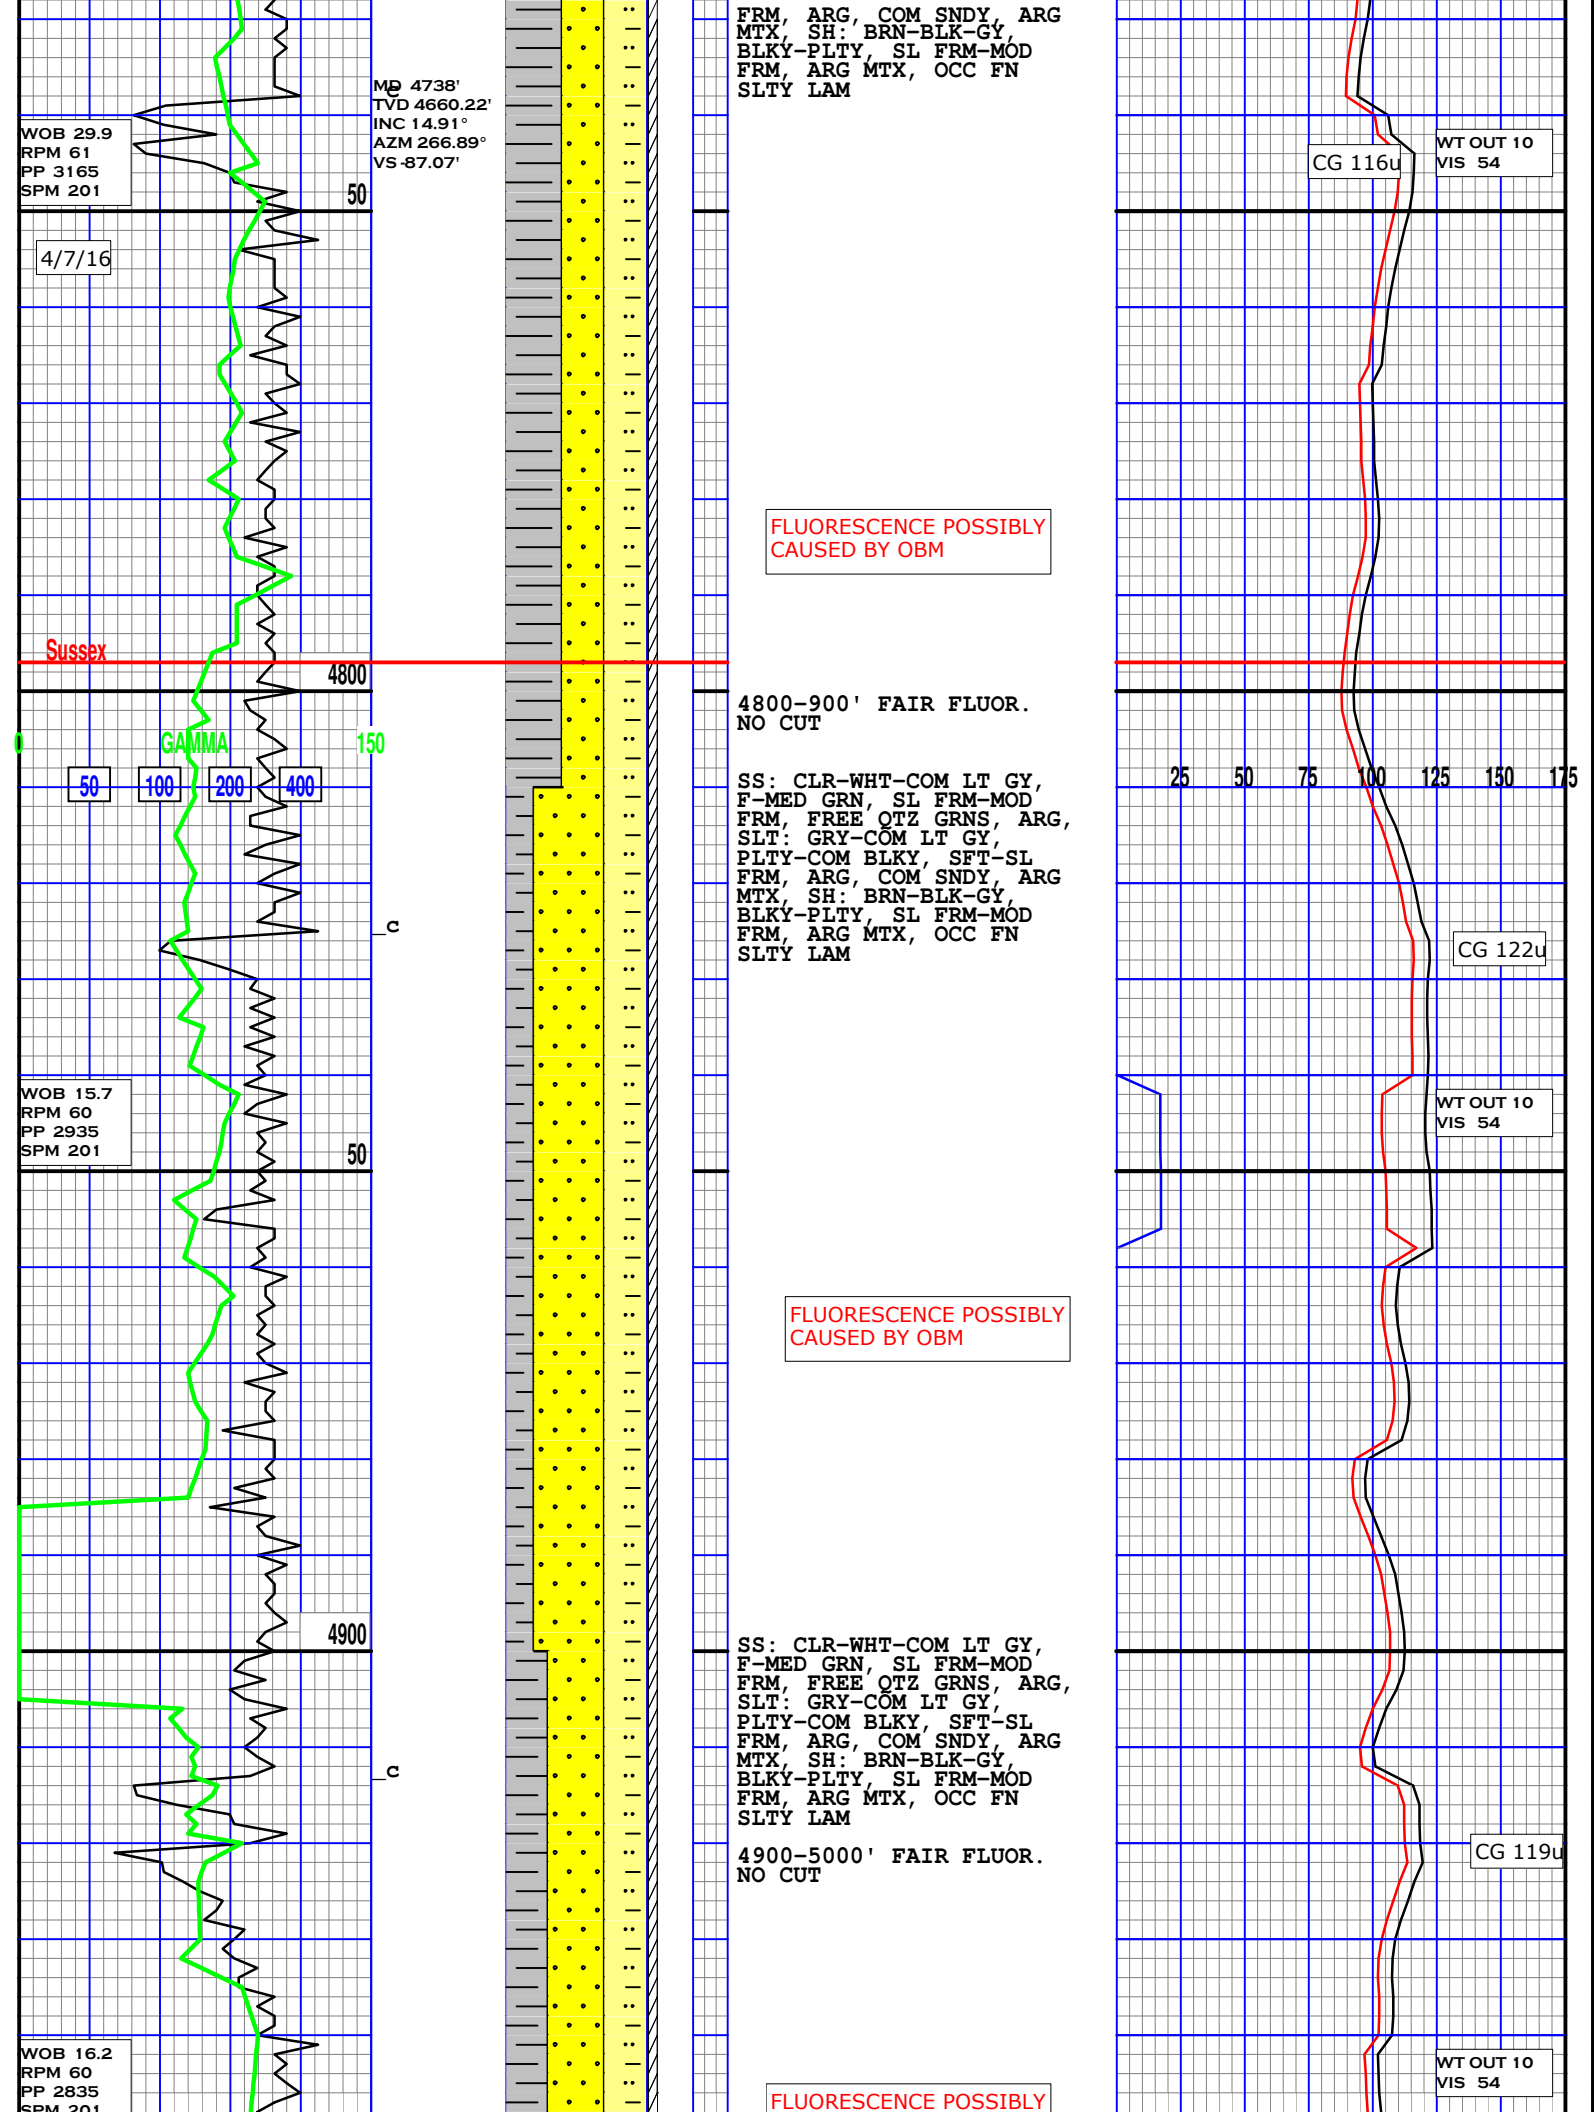 FRM, ARG, COM SNDY, ARG
MTX, SH: BRN-BLK-GY,
BLKY-PLTY, SL FRM-MOD
FRM, ARG MTX, OCC FN
SLTY LAM
MD 4738'
C
TVD 4660.22'
INC 14.91°
AZM 266.89°
VS -87.07'
WOB 29.9
RPM 61
PP 3165
SPM 201
CG 116u
WT OUT 10
VIS 54
50
4/7/16
FLUORESCENCE POSSIBLY
CAUSED BY OBM
Sussex
4800
4800-900' FAIR FLUOR.
NO CUT
0 GAMMA 150
50 100 200 400
25 50 75 100 125 150 175
SS: CLR-WHT-COM LT GY,
F-MED GRN, SL FRM-MOD
FRM, FREE QTZ GRNS, ARG,
SLT: GRY-COM LT GY,
PLTY-COM BLKY, SFT-SL
FRM, ARG, COM SNDY, ARG
MTX, SH: BRN-BLK-GY,
BLKY-PLTY, SL FRM-MOD
FRM, ARG MTX, OCC FN
SLTY LAM
C
CG 122u
WOB 15.7
RPM 60
PP 2935
SPM 201
WT OUT 10
VIS 54
50
FLUORESCENCE POSSIBLY
CAUSED BY OBM
4900
SS: CLR-WHT-COM LT GY,
F-MED GRN, SL FRM-MOD
FRM, FREE QTZ GRNS, ARG,
SLT: GRY-COM LT GY,
PLTY-COM BLKY, SFT-SL
FRM, ARG, COM SNDY, ARG
MTX, SH: BRN-BLK-GY,
BLKY-PLTY, SL FRM-MOD
FRM, ARG MTX, OCC FN
SLTY LAM
C
4900-5000' FAIR FLUOR.
NO CUT
CG 119u
WOB 16.2
RPM 60
PP 2835
SPM 201
WT OUT 10
VIS 54
FLUORESCENCE POSSIBLY